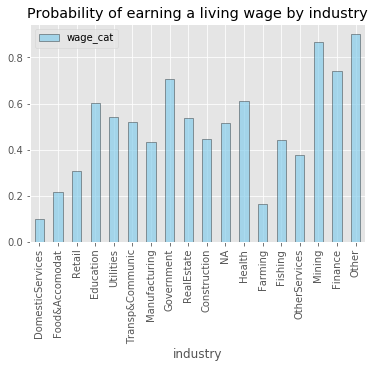 Probability of earning a living wage by industry
wage_cat
0.8
0.6
0.4
0.2
0.0
DomesticServices
Food&Accomodat
Retail
Education
Utilities
Transp&Communic
Manufacturing
Government
RealEstate
Construction
NA
Health
Farming
Fishing
OtherServices
Mining
Finance
Other
industry